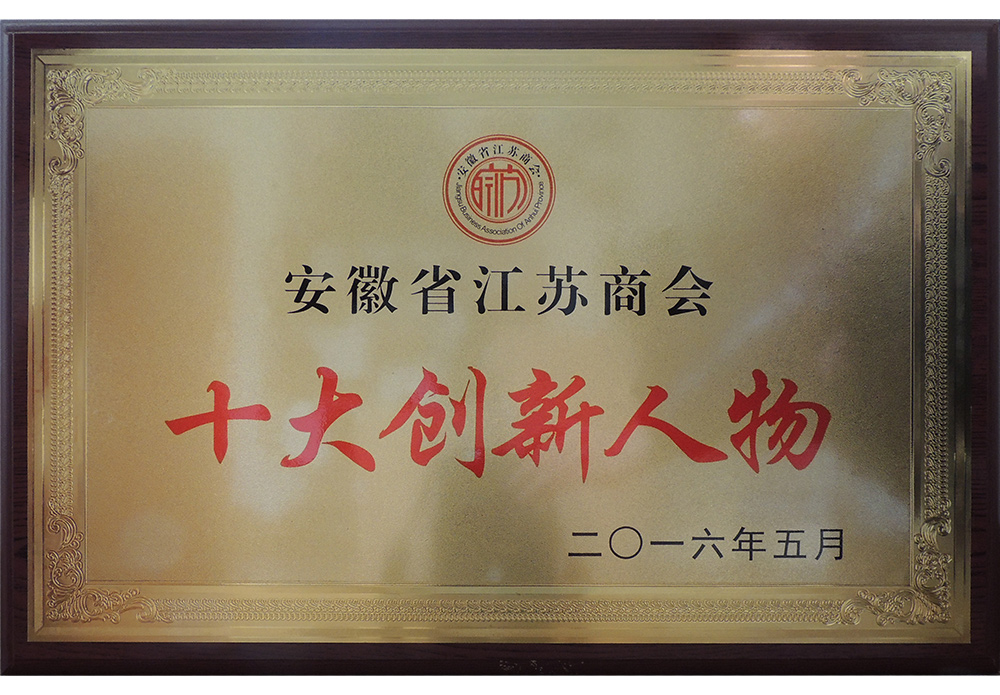 ·安徽省江苏商会·
Jiangsu Business Association Of Anhui Province
安徽省江苏商会
十大创新人物
二〇一六年五月